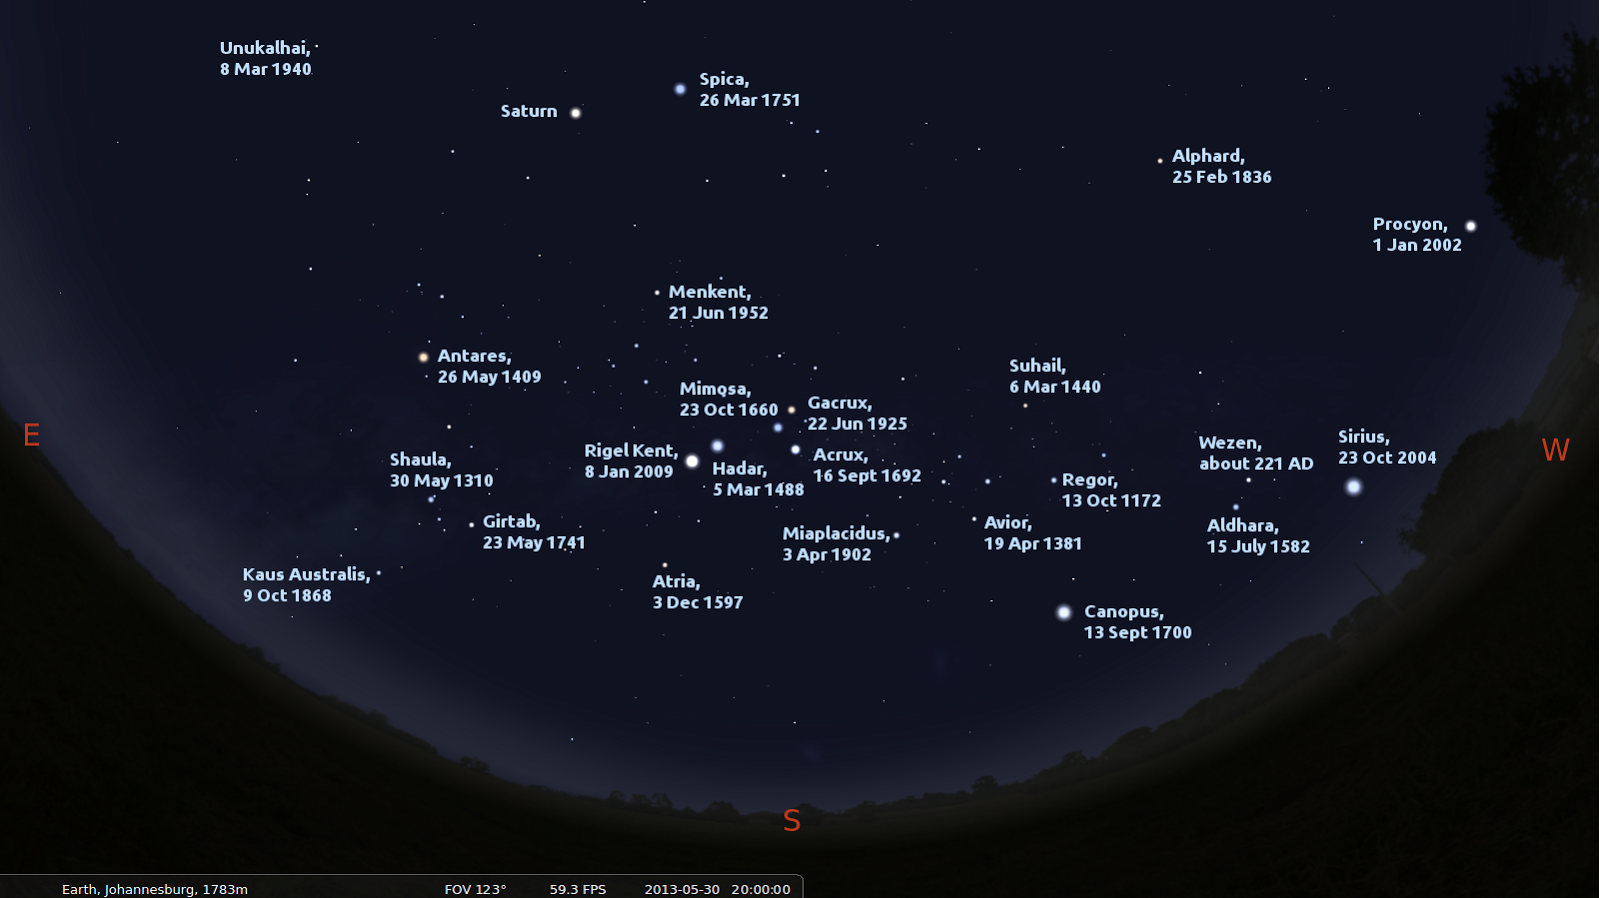 Unukalhai,
8 Mar 1940
Spica,
26 Mar 1751
Saturn
Alphard,
25 Feb 1836
Procyon,
1 Jan 2002
Menkent,
21 Jun 1952
Antares,
26 May 1409
Suhail,
6 Mar 1440
Mimosa,
23 Oct 1660
Gacrux,
22 Jun 1925
E
W
Rigel Kent,
8 Jan 2009
Hadar,
5 Mar 1488
Acrux,
16 Sept 1692
Wezen,
about 221 AD
Sirius,
23 Oct 2004
Shaula,
30 May 1310
Regor,
13 Oct 1172
Girtab,
23 May 1741
Miaplacidus,
3 Apr 1902
Avior,
19 Apr 1381
Aldhara,
15 July 1582
Kaus Australis,
9 Oct 1868
Atria,
3 Dec 1597
Canopus,
13 Sept 1700
S
Earth, Johannesburg, 1783m FOV 123° 59.3 FPS 2013-05-30 20:00:00